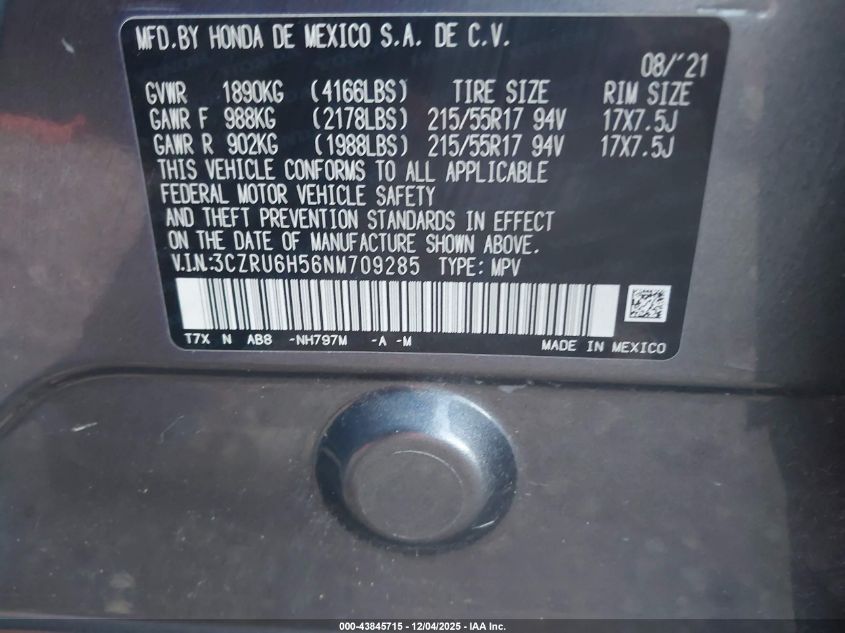 MFD.BY HONDA DE MEXICO S.A. DE C.V.
08/'21
GVWR 1890KG (4166LBS) TIRE SIZE RIM SIZE
GAWR F 988KG (2178LBS) 215/55R17 94V 17X7.5J
GAWR R 902KG (1988LBS) 215/55R17 94V 17X7.5J
THIS VEHICLE CONFORMS TO ALL APPLICABLE
FEDERAL MOTOR VEHICLE SAFETY
AND THEFT PREVENTION STANDARDS IN EFFECT
ON THE DATE OF MANUFACTURE SHOWN ABOVE.
V.I.N:3CZRU6H56NM709285 TYPE: MPV
T7X N AB8 -NH797M -A -M MADE IN MEXICO
000-43845715 - 12/04/2025 - IAA Inc.